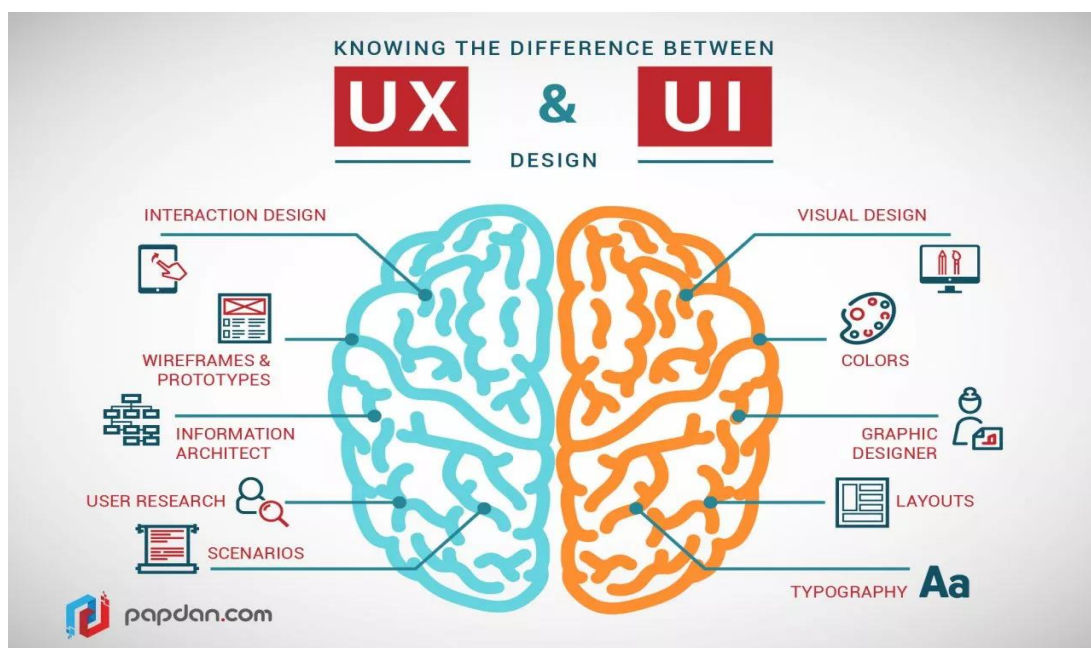 KNOWING THE DIFFERENCE BETWEEN
UX & UI
DESIGN
INTERACTION DESIGN
WIREFRAMES &
PROTOTYPES
INFORMATION
ARCHITECT
USER RESEARCH
SCENARIOS
VISUAL DESIGN
COLORS
GRAPHIC
DESIGNER
LAYOUTS
TYPOGRAPHY Aa
papdan.com